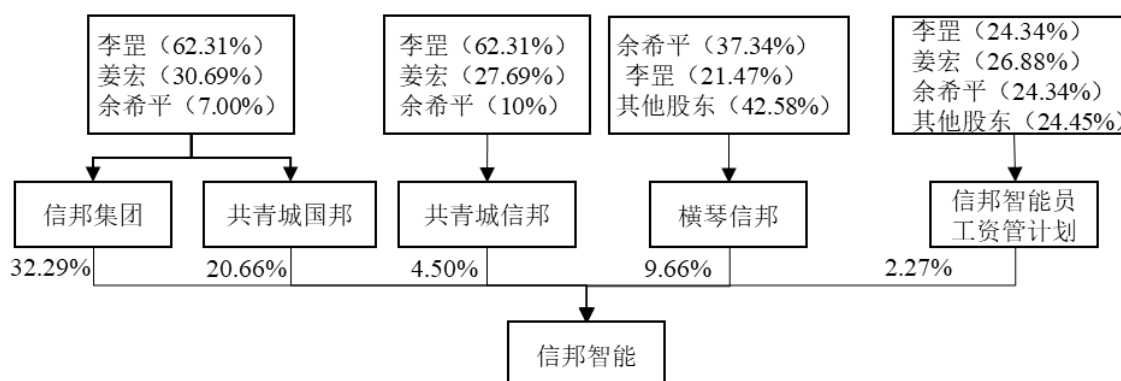 李罡（62.31%）
姜宏（30.69%）
余希平（7.00%）
李罡（62.31%）
姜宏（27.69%）
余希平（10%）
余希平（37.34%）
李罡（21.47%）
其他股东（42.58%）
李罡（24.34%）
姜宏（26.88%）
余希平（24.34%）
其他股东（24.45%）
信邦集团
共青城国邦
共青城信邦
横琴信邦
信邦智能员
工资管计划
32.29%
20.66%
4.50%
9.66%
2.27%
信邦智能